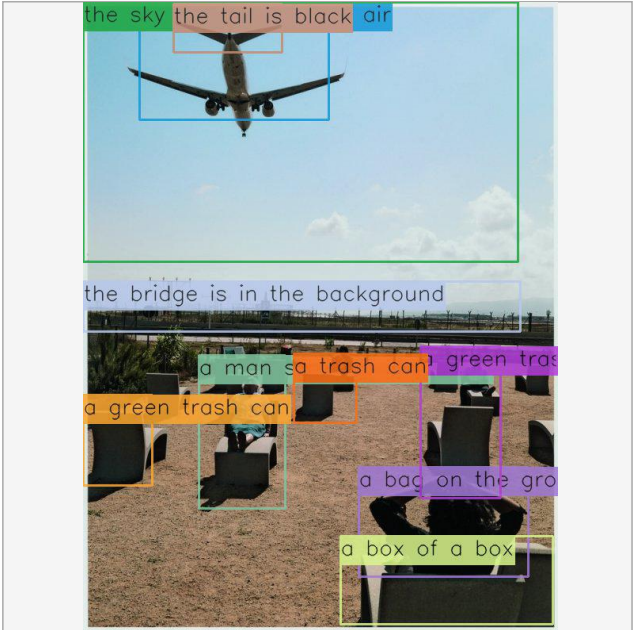 the sky
the tail is black
air
the bridge is in the background
a man s
a trash can
a green tras
a green trash can
a bag on the gro
a box of a box